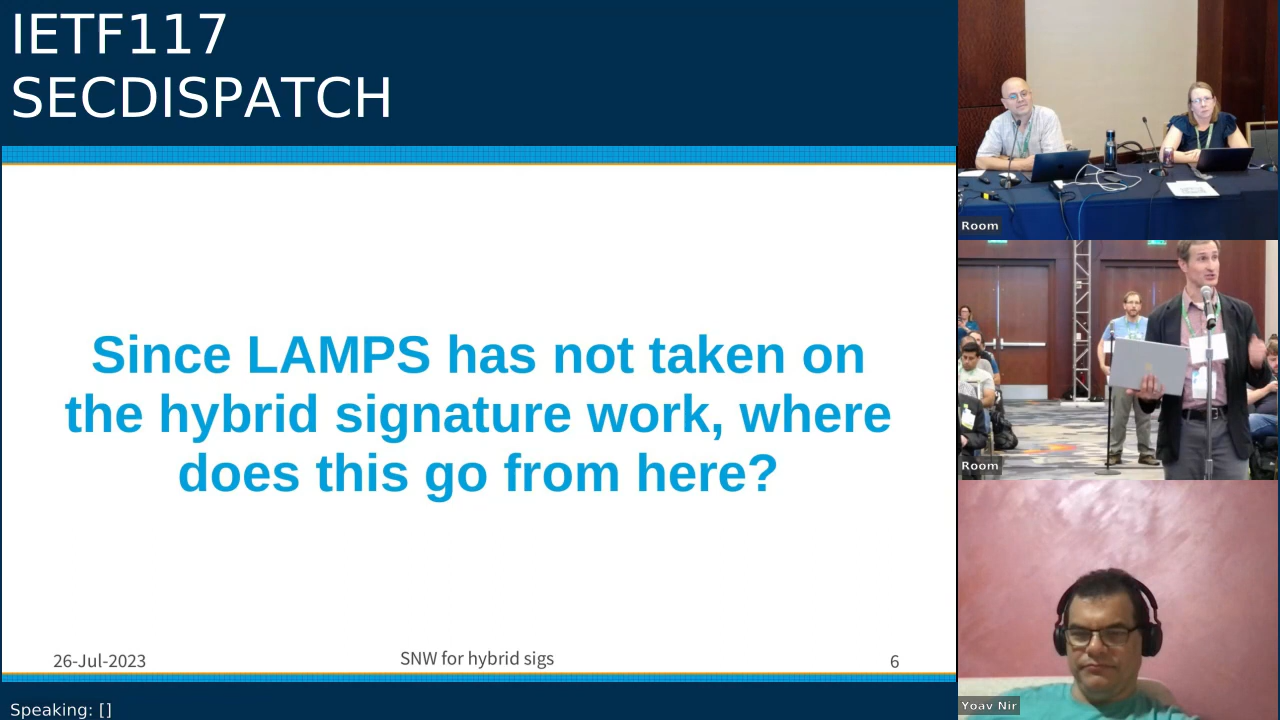 IETF117
SECDISPATCH
Since LAMPS has not taken on
the hybrid signature work, where
does this go from here?
26-Jul-2023
SNW for hybrid sigs
6
Speaking: []
Room
Room
Yoav Nir